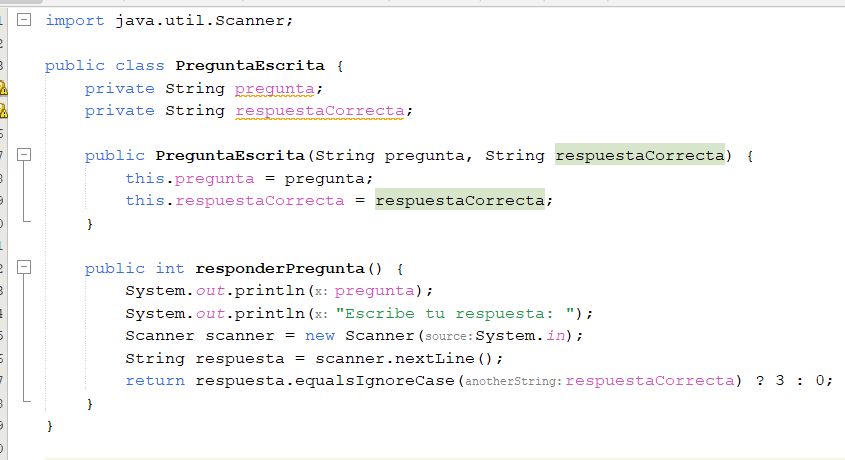 import java.util.Scanner;
public class PreguntaEscrita {
private String pregunta;
private String respuestaCorrecta;
public PreguntaEscrita(String pregunta, String respuestaCorrecta) {
this.pregunta = pregunta;
this.respuestaCorrecta = respuestaCorrecta;
}
public int responderPregunta() {
System.out.println(x: pregunta);
System.out.println(x: "Escribe tu respuesta: ");
Scanner scanner = new Scanner(source: System.in);
String respuesta = scanner.nextLine();
return respuesta.equalsIgnoreCase(anotherString: respuestaCorrecta) ? 3 : 0;
}
}